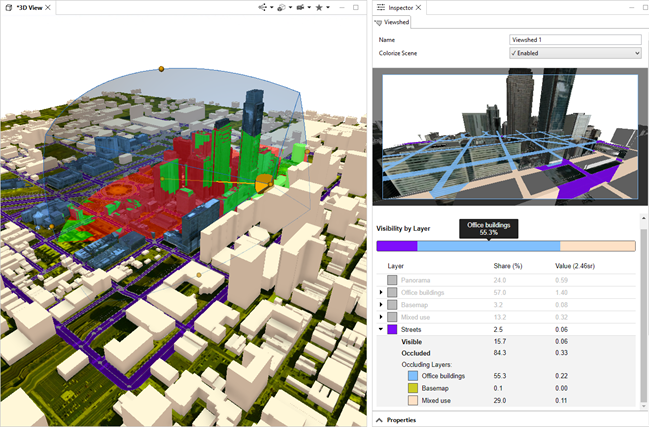 *3D View
Inspector
Viewshed
Name Viewshed 1
Colorize Scene ✓ Enabled
Visibility by Layer
Office buildings
55.3%
Layer Share (%) Value (2.46sr)
Panorama 24.0 0.59
Office buildings 57.0 1.40
Basemap 3.2 0.08
Mixed use 13.2 0.32
Streets 2.5 0.06
Visible 15.7 0.06
Occluded 84.3 0.33
Occluding Layers:
Office buildings 55.3 0.22
Basemap 0.1 0.00
Mixed use 29.0 0.11
Properties